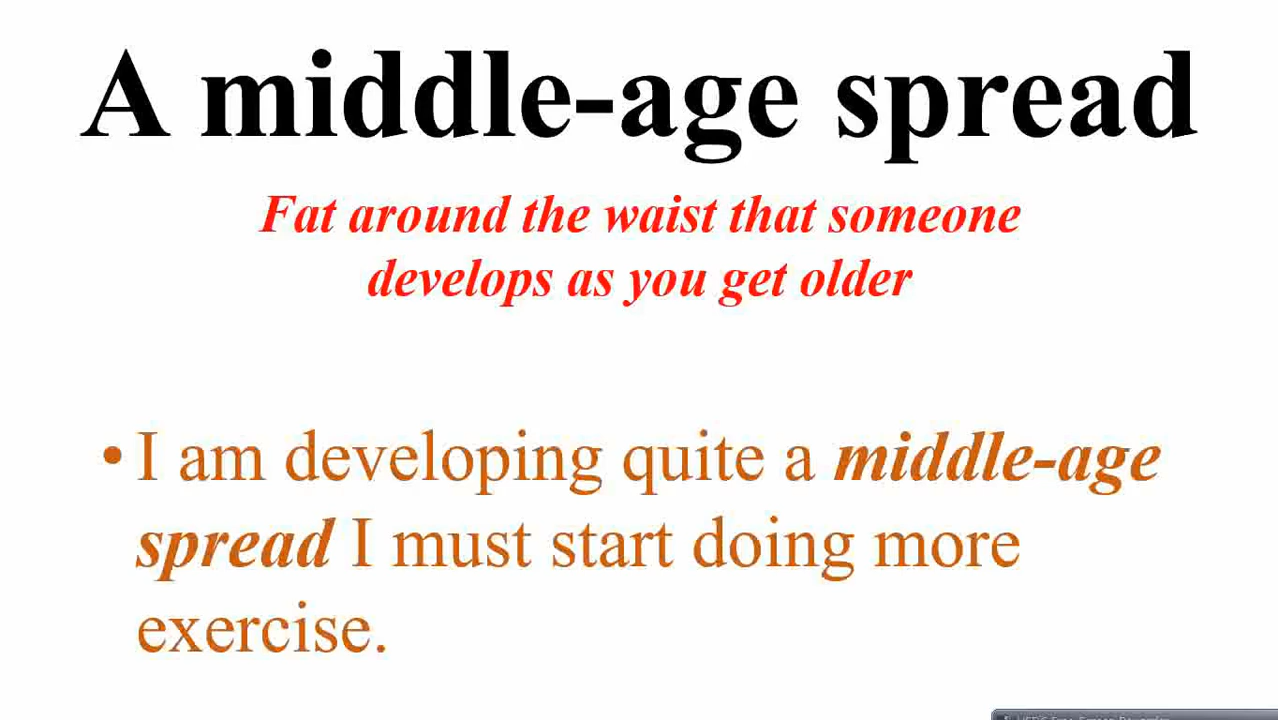 A middle-age spread
Fat around the waist that someone
develops as you get older
• I am developing quite a middle-age
spread I must start doing more
exercise.